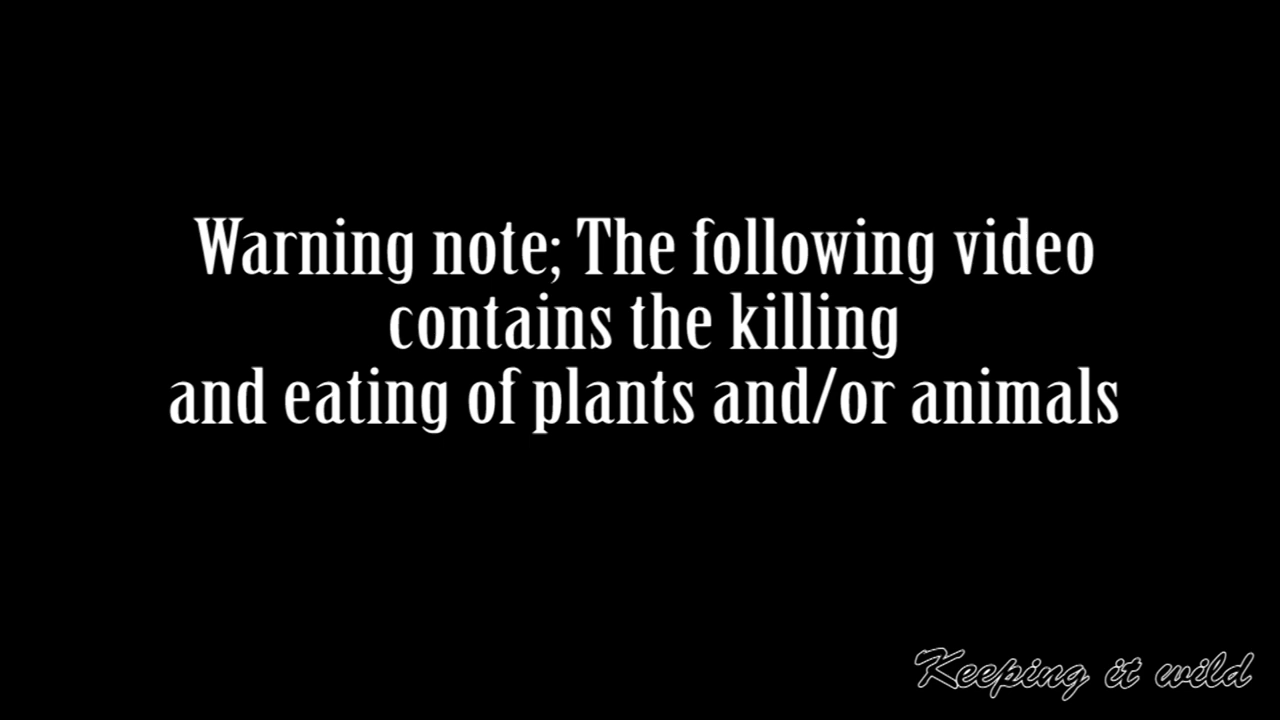 Warning note; The following video
contains the killing
and eating of plants and/or animals
Keeping it wild